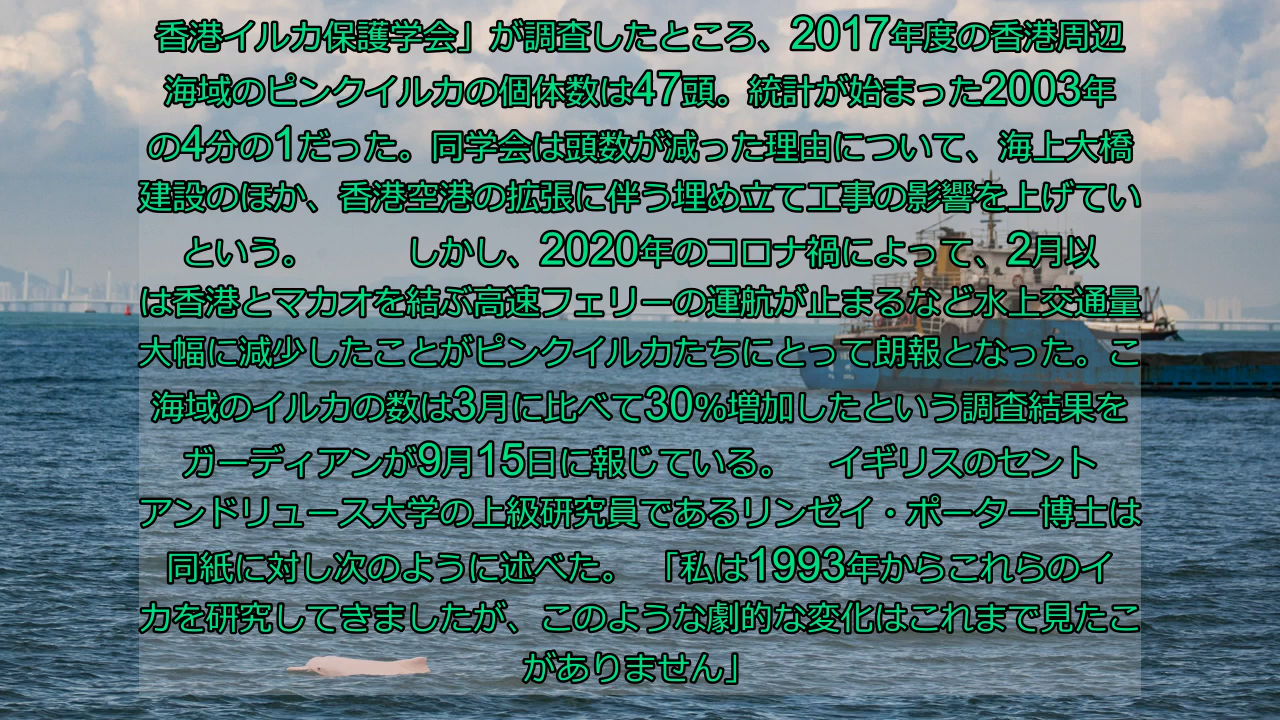 香港イルカ保護学会」が調査したところ、2017年度の香港周辺
海域のピンクイルカの個体数は47頭。統計が始まった2003年
の4分の1だった。同学会は頭数が減った理由について、海上大橋
建設のほか、香港空港の拡張に伴う埋め立て工事の影響を上げてい
という。 しかし、2020年のコロナ禍によって、2月以
は香港とマカオを結ぶ高速フェリーの運航が止まるなど水上交通量
大幅に減少したことがピンクイルカたちにとって朗報となった。こ
海域のイルカの数は3月に比べて30%増加したという調査結果を
ガーディアンが9月15日に報じている。 イギリスのセント
アンドリュース大学の上級研究員であるリンゼイ・ポーター博士は
同紙に対し次のように述べた。 「私は1993年からこれらのイ
カを研究してきましたが、このような劇的な変化はこれまで見たこ
がありません」